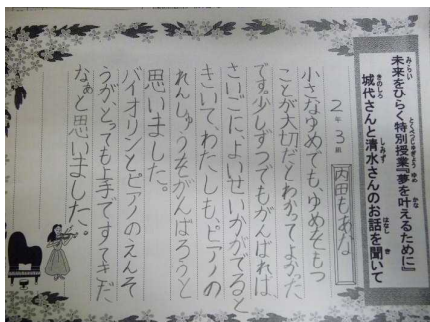 未来をひらく特別授業『夢を叶えるために』
城代さんと清水さんのお話を聞いて
2年3組 内田もあな
小さなゆめでも、ゆめをもつ
ことが大切だとわかってよかった
です。少しずつでもがんばれば、
さいごに、よいせいかがでると
きいて、わたしも、ピアノの
れんしゅうをがんばろうと
思いました。
バイオリンとピアノのえんそ
うが、とっても上手ですてきだ
なぁと思いました。